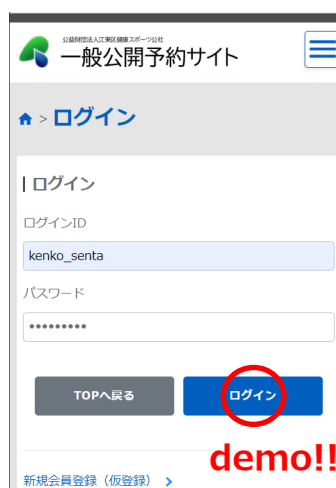 公益財団法人江東区健康スポーツ公社
一般公開予約サイト
> ログイン
ログイン
ログインID
kenko_senta
パスワード
•••••••••
TOPへ戻る
ログイン
demo!!
新規会員登録（仮登録） >